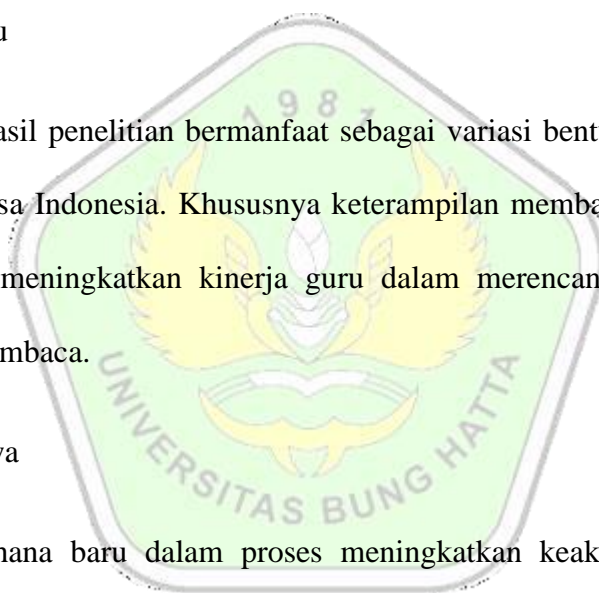 u
1981
asil penelitian bermanfaat sebagai variasi bent
sa Indonesia. Khususnya keterampilan memba
meningkatkan kinerja guru dalam merencan
mbaca.
ya
UNIVERSITAS BUNG HATTA
nana baru dalam proses meningkatkan keak